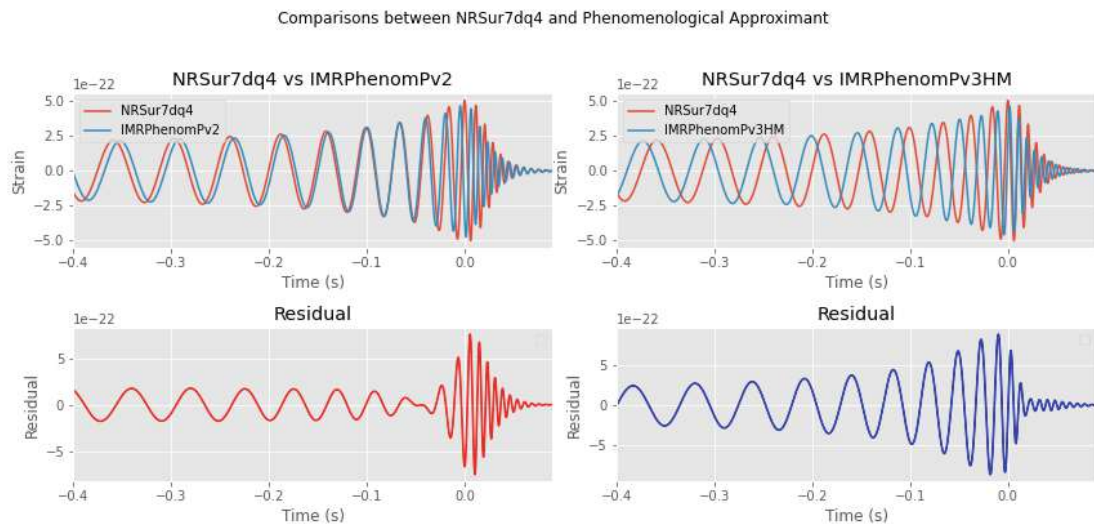 Comparisons between NRSur7dq4 and Phenomenological Approximant
NRSur7dq4 vs IMRPhenomPv2
1e−22
5.0
2.5
0.0
−2.5
−5.0
Strain
NRSur7dq4
IMRPhenomPv2
−0.4 −0.3 −0.2 −0.1 0.0
Time (s)
NRSur7dq4 vs IMRPhenomPv3HM
1e−22
5.0
2.5
0.0
−2.5
−5.0
Strain
NRSur7dq4
IMRPhenomPv3HM
−0.4 −0.3 −0.2 −0.1 0.0
Time (s)
Residual
1e−22
5
0
−5
Residual
−0.4 −0.3 −0.2 −0.1 0.0
Time (s)
Residual
1e−22
5
0
−5
Residual
−0.4 −0.3 −0.2 −0.1 0.0
Time (s)